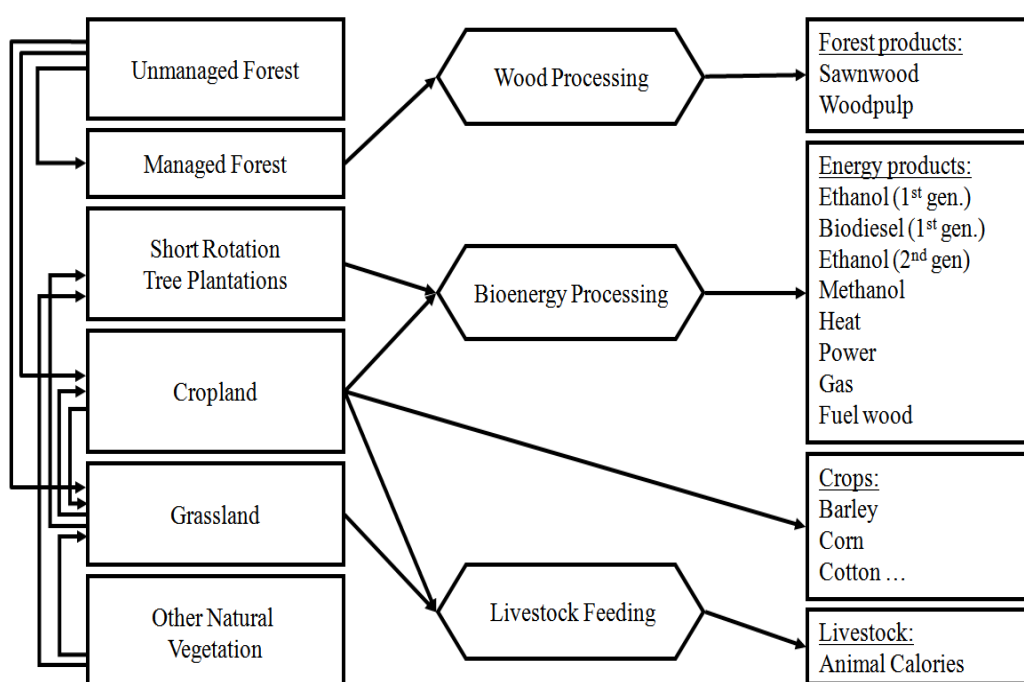 Unmanaged Forest
Managed Forest
Short Rotation
Tree Plantations
Cropland
Grassland
Other Natural
Vegetation
Wood Processing
Bioenergy Processing
Livestock Feeding
Forest products:
Sawnwood
Woodpulp
Energy products:
Ethanol (1st gen.)
Biodiesel (1st gen.)
Ethanol (2nd gen)
Methanol
Heat
Power
Gas
Fuel wood
Crops:
Barley
Corn
Cotton …
Livestock:
Animal Calories